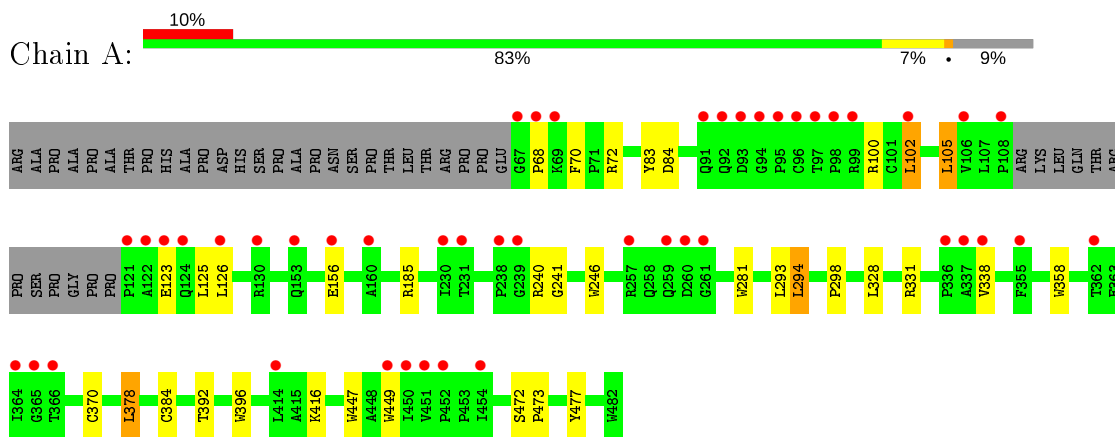 10%
Chain A:
83% 7% • 9%
ARG ALA PRO ALA PRO ALA THR PRO HIS ALA PRO ASP HIS SER PRO ALA PRO ASN SER PRO THR LEU THR ARG PRO PRO GLU G67 P68 K69 F70 P71 R72 Y83 D84 Q91 Q92 D93 G94 P95 C96 T97 P98 R99 R100 C101 L102 L105 V106 L107 P108 ARG LYS LEU GLN THR ARG
PRO SER PRO GLY PRO PRO P121 A122 E123 Q124 L125 L126 R130 Q153 E156 A160 R185 I230 T231 P238 G239 R240 G241 W246 R257 Q258 Q259 D260 G261 W281 L293 L294 P298 L328 R331 P336 A337 V338 F355 W358 T362
I364 G365 T366 C370 L378 C384 T392 W396 L414 A415 K416 W447 A448 W449 I450 V451 P452 P453 I454 S472 P473 Y477 W482